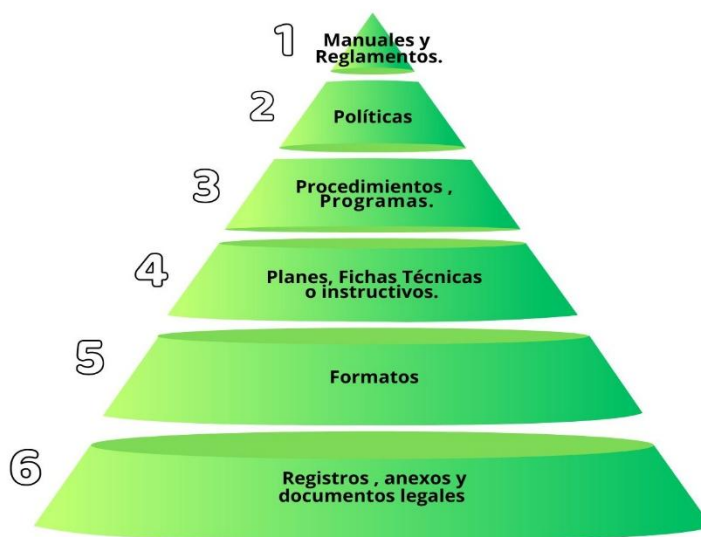 1
Manuales y
Reglamentos.
2
Políticas
3
Procedimientos ,
Programas.
4
Planes, Fichas Técnicas
o instructivos.
5
Formatos
6
Registros , anexos y
documentos legales